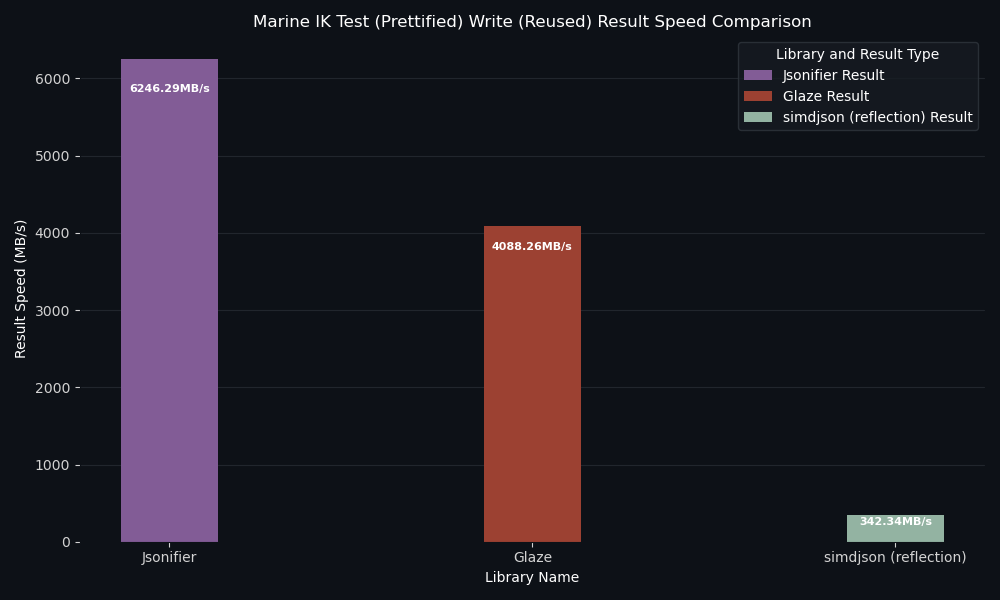 Marine IK Test (Prettified) Write (Reused) Result Speed Comparison
Library and Result Type
Jsonifier Result
Glaze Result
simdjson (reflection) Result
Result Speed (MB/s)
6000
5000
4000
3000
2000
1000
0
6246.29MB/s
4088.26MB/s
342.34MB/s
Jsonifier
Glaze
simdjson (reflection)
Library Name